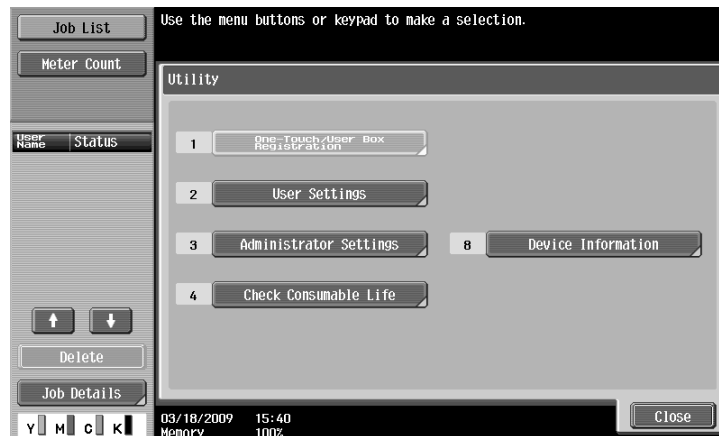 Job List
Meter Count
Use the menu buttons or keypad to make a selection.
Utility
User
Name
Status
1
One-Touch/User Box
Registration
2
User Settings
3
Administrator Settings
8
Device Information
4
Check Consumable Life
Delete
Job Details
Y M C K
03/18/2009 15:40
Memory 100%
Close